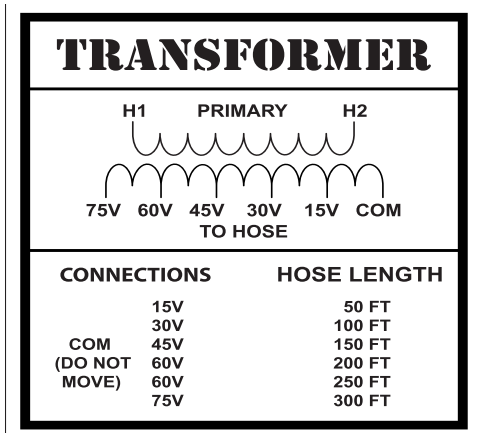 TRANSFORMER
H1 PRIMARY H2
75V 60V 45V 30V 15V COM
TO HOSE
CONNECTIONS HOSE LENGTH
15V 50 FT
30V 100 FT
COM 45V 150 FT
(DO NOT 60V 200 FT
MOVE) 60V 250 FT
75V 300 FT